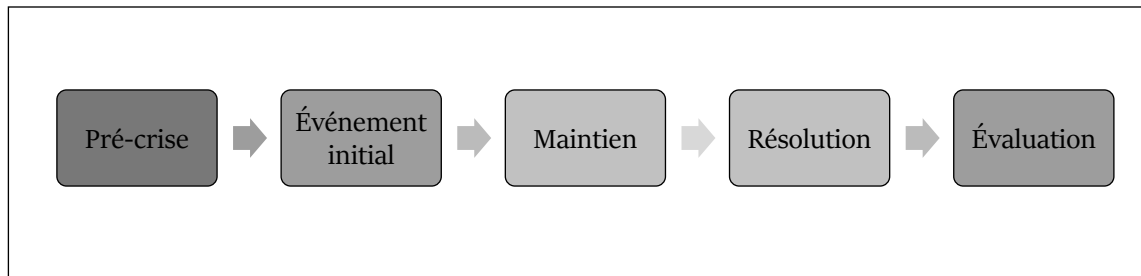 Pré-crise
Événement
initial
Maintien
Résolution
Évaluation